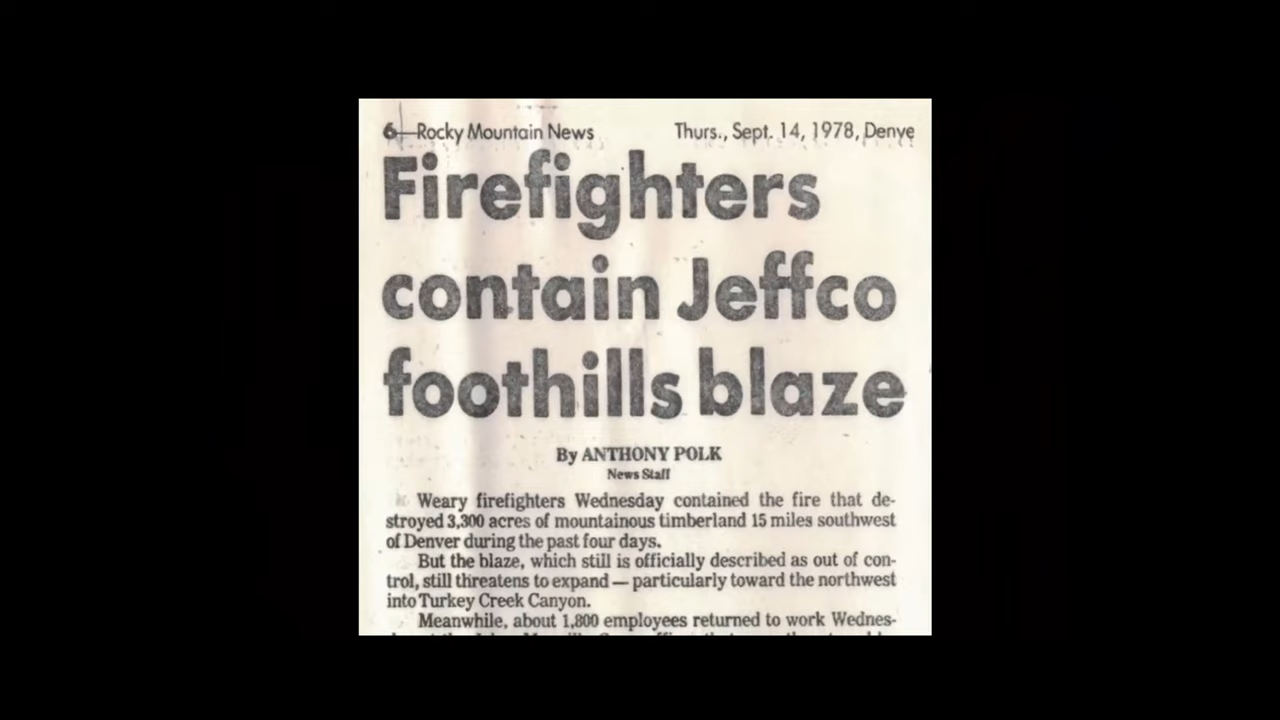 6—Rocky Mountain News Thurs., Sept. 14, 1978, Denve
Firefighters
contain Jeffco
foothills blaze
By ANTHONY POLK
News Staff
Weary firefighters Wednesday contained the fire that de-
stroyed 3,300 acres of mountainous timberland 15 miles southwest
of Denver during the past four days.
But the blaze, which still is officially described as out of con-
trol, still threatens to expand — particularly toward the northwest
into Turkey Creek Canyon.
Meanwhile, about 1,800 employees returned to work Wednes-